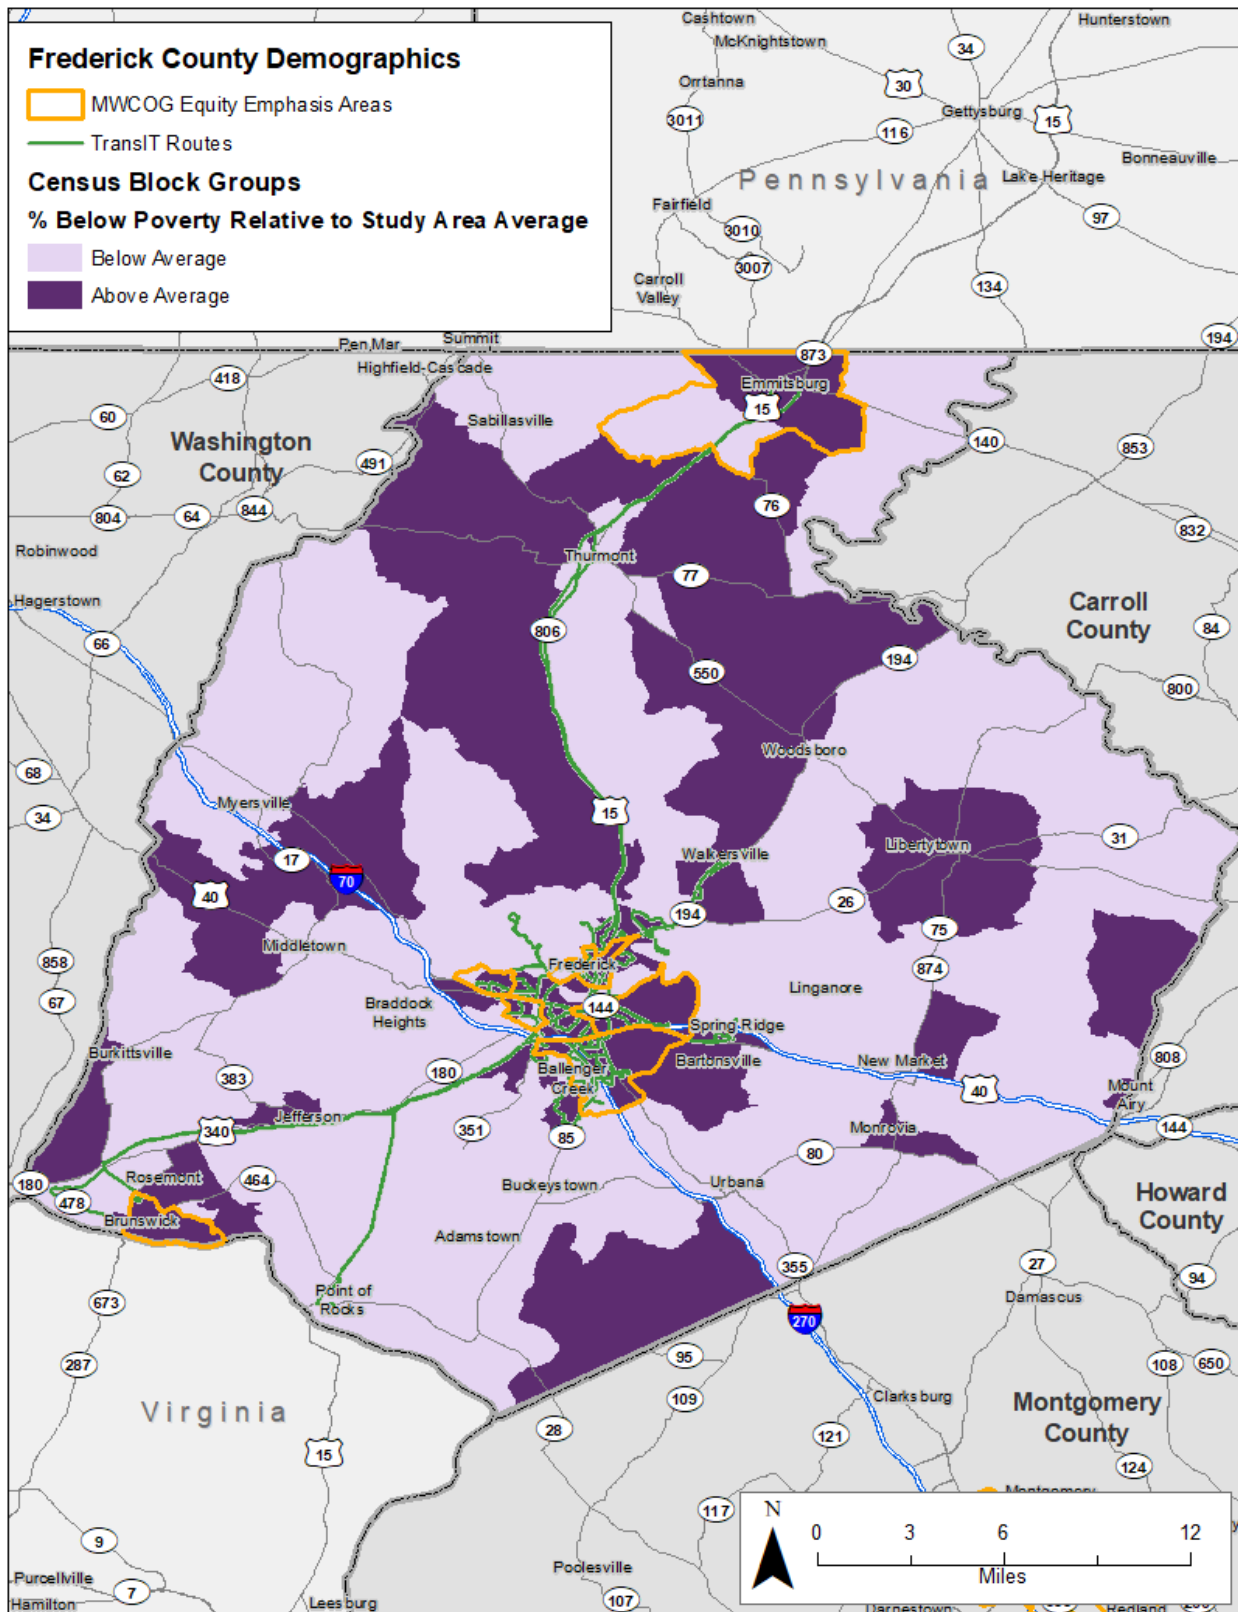 Frederick County Demographics
MWCOG Equity Emphasis Areas
TransIT Routes
Census Block Groups
% Below Poverty Relative to Study Area Average
Below Average
Above Average
Cashtown
Hunterstown
McKnightstown
34
Orrtanna
30
3011
Gettysburg
15
116
Bonneauville
Pennsylvania
Lake Heritage
Fairfield
97
3010
3007
Carroll
Valley
134
194
Pen Mar
Summit
873
Highfield-Cascade
418
Emmitsburg
15
60
Sabillasville
Washington
County
140
853
491
62
76
844
804
64
832
Robinwood
Thurmont
77
Hagerstown
Carroll
County
84
66
806
194
550
800
Woodsboro
68
Myersville
15
34
31
Walkersville
Libertytown
17
70
40
26
194
75
Middletown
858
Frederick
874
67
Linganore
Braddock
Heights
144
Spring Ridge
Burkittsville
808
Bartonsville
New Market
180
Ballenger
Creek
383
40
Mount
Airy
Jefferson
340
351
85
Monrovia
144
80
180
Rosemont
464
Buckeystown
Urbana
478
Howard
County
Brunswick
Adamstown
355
27
94
Point of
Rocks
673
Damascus
270
95
287
108
650
109
Clarksburg
Virginia
Montgomery
County
28
121
15
124
Montgomery
117
N
0
3
6
12
9
Poolesville
Miles
Purcellville
7
107
Hamilton
Leesburg
Darnestown
Redland